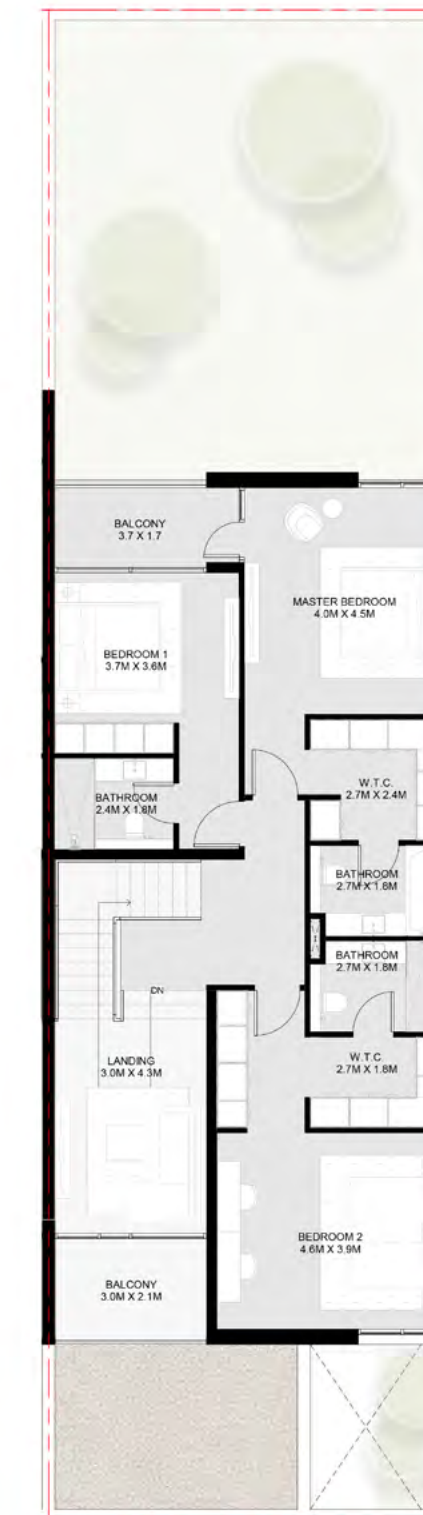 BALCONY
3.7 X 1.7
MASTER BEDROOM
4.0M X 4.5M
BEDROOM 1
3.7M X 3.6M
W.T.C.
2.7M X 2.4M
BATHROOM
2.4M X 1.8M
BATHROOM
2.7M X 1.8M
BATHROOM
2.7M X 1.8M
DN
LANDING
3.0M X 4.3M
W.T.C
2.7M X 1.8M
BEDROOM 2
4.6M X 3.9M
BALCONY
3.0M X 2.1M